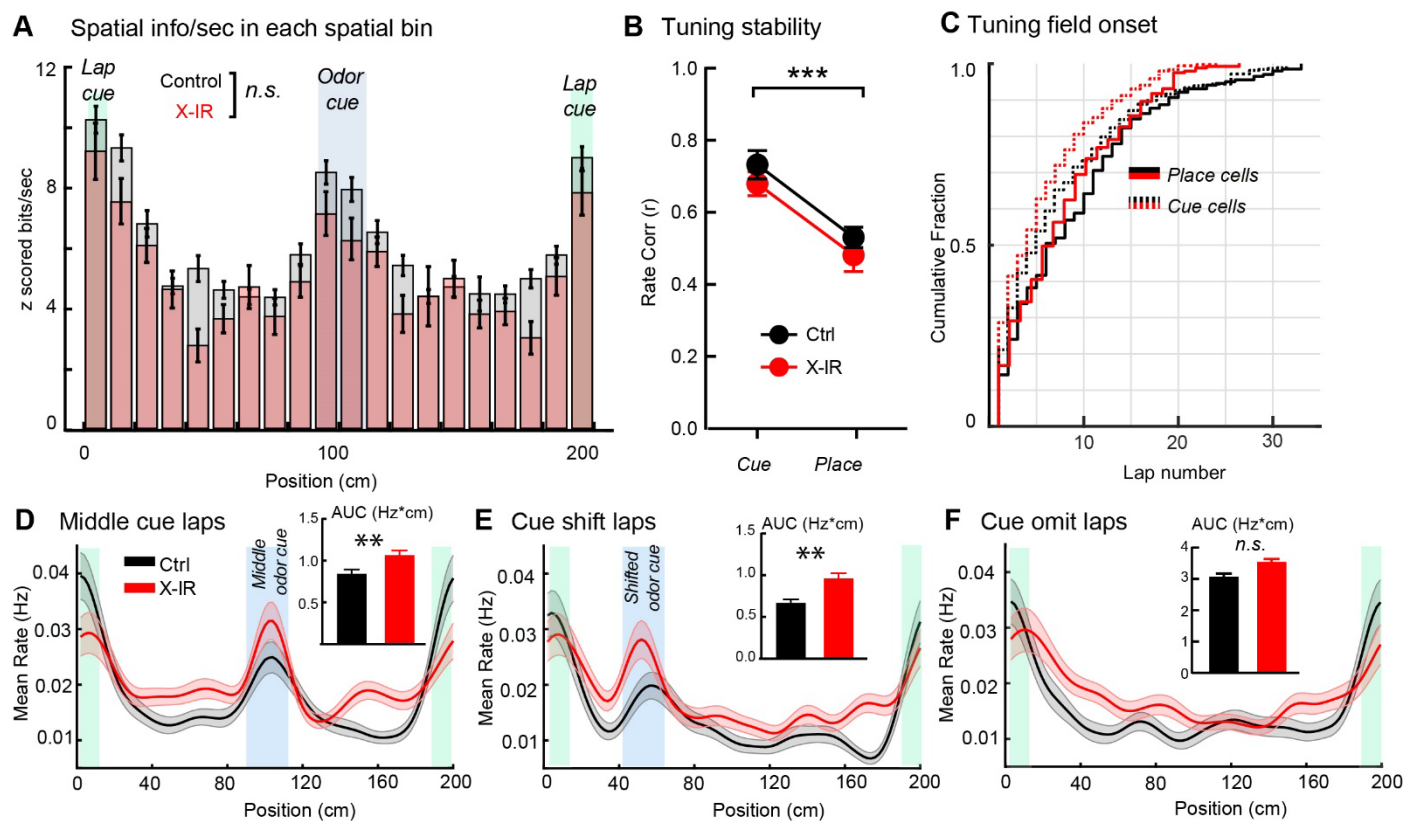 A Spatial info/sec in each spatial bin
12
8
4
0
z scored bits/sec
Lap
cue
Control
X-IR
n.s.
Odor
cue
Lap
cue
0
100
200
Position (cm)
B Tuning stability
1.0
0.8
0.6
0.4
0.2
0.0
Rate Corr (r)
***
Ctrl
X-IR
Cue
Place
C Tuning field onset
1.0
0.5
0
Cumulative Fraction
Place cells
Cue cells
10
20
30
Lap number
D Middle cue laps
0.04
0.03
0.02
0.01
Mean Rate (Hz)
Ctrl
X-IR
Middle
odor cue
AUC (Hz*cm)
**
1.5
1.0
0.5
0
40
80
120
160
200
Position (cm)
E Cue shift laps
0.04
0.03
0.02
0.01
Mean Rate (Hz)
Shifted
odor cue
AUC (Hz*cm)
**
1.5
1.0
0.5
0.0
0
40
80
120
160
200
Position (cm)
F Cue omit laps
0.04
0.03
0.02
0.01
Mean Rate (Hz)
AUC (Hz*cm)
n.s.
4
3
2
1
0
0
40
80
120
160
200
Position (cm)